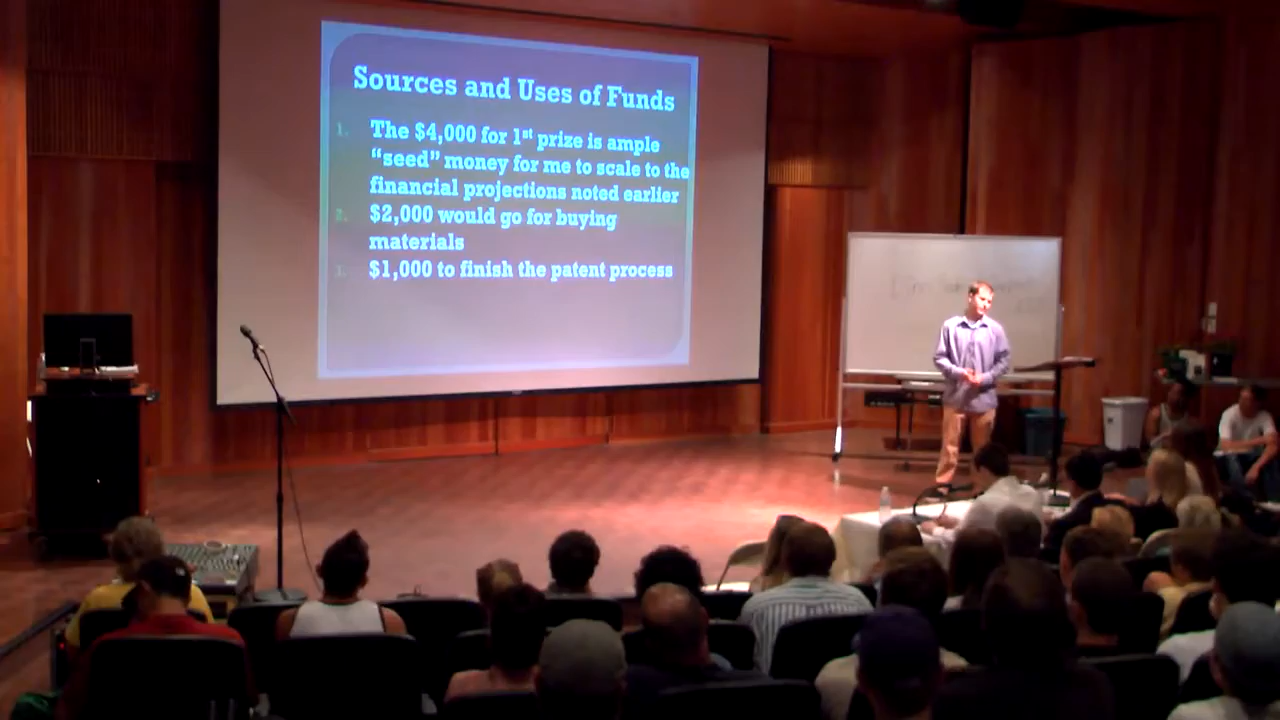 Sources and Uses of Funds
1. The $4,000 for 1st prize is ample
“seed” money for me to scale to the
financial projections noted earlier
2. $2,000 would go for buying
materials
3. $1,000 to finish the patent process